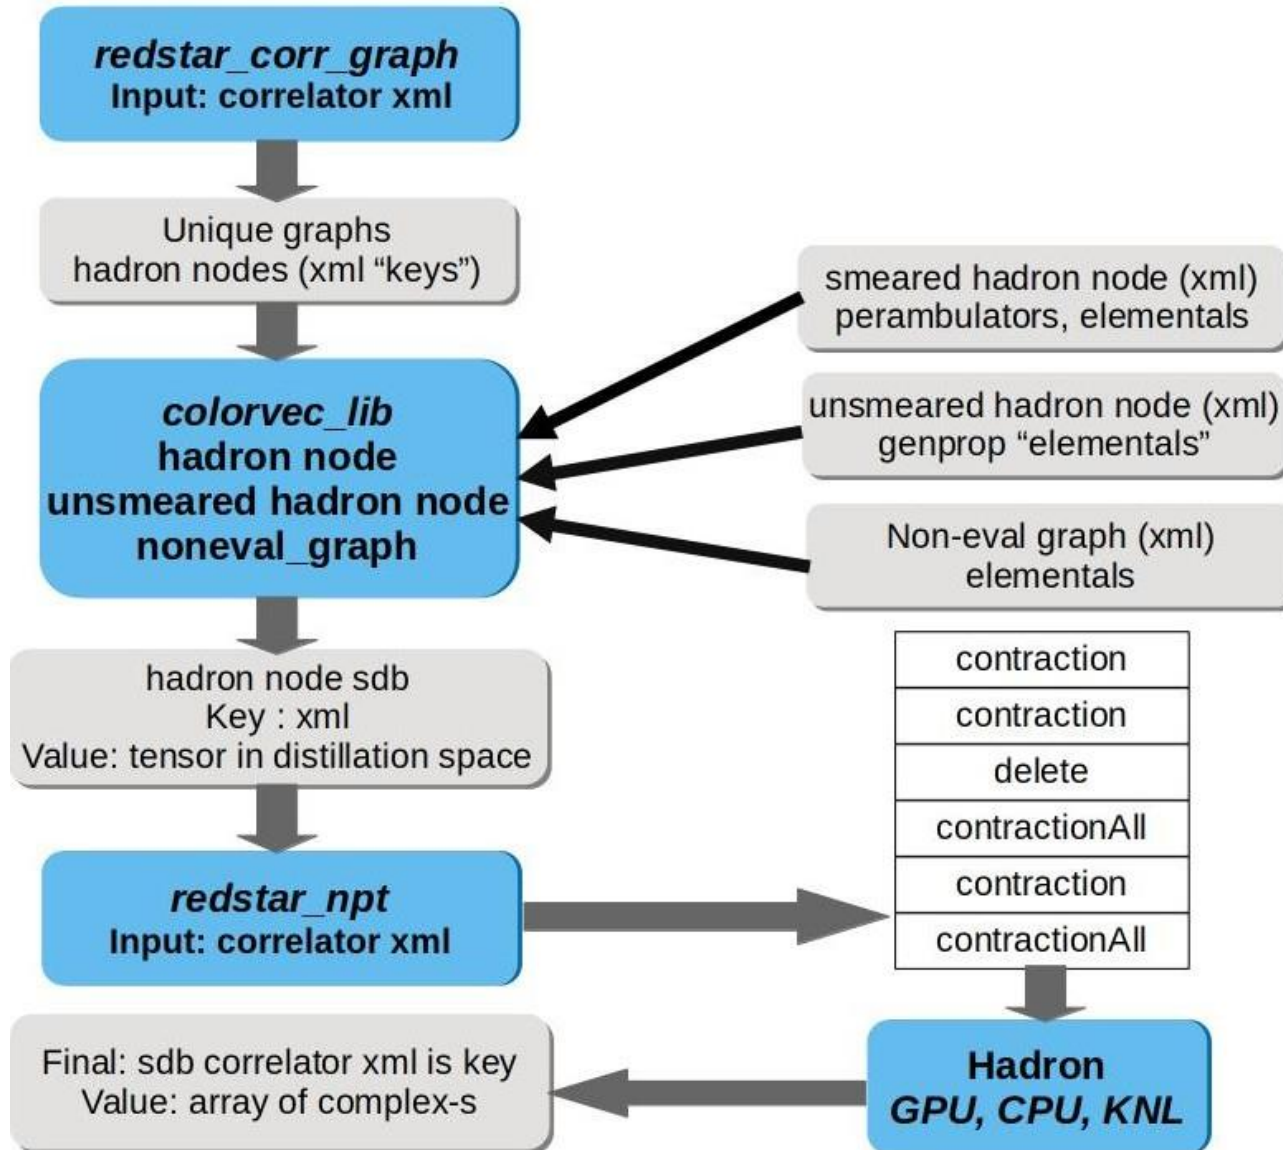 redstar_corr_graph
Input: correlator xml
Unique graphs
hadron nodes (xml “keys”)
smeared hadron node (xml)
perambulators, elementals
unsmeared hadron node (xml)
genprop “elementals”
Non-eval graph (xml)
elementals
colorvec_lib
hadron node
unsmeared hadron node
noneval_graph
hadron node sdb
Key : xml
Value: tensor in distillation space
redstar_npt
Input: correlator xml
contraction
contraction
delete
contractionAll
contraction
contractionAll
Hadron
GPU, CPU, KNL
Final: sdb correlator xml is key
Value: array of complex-s